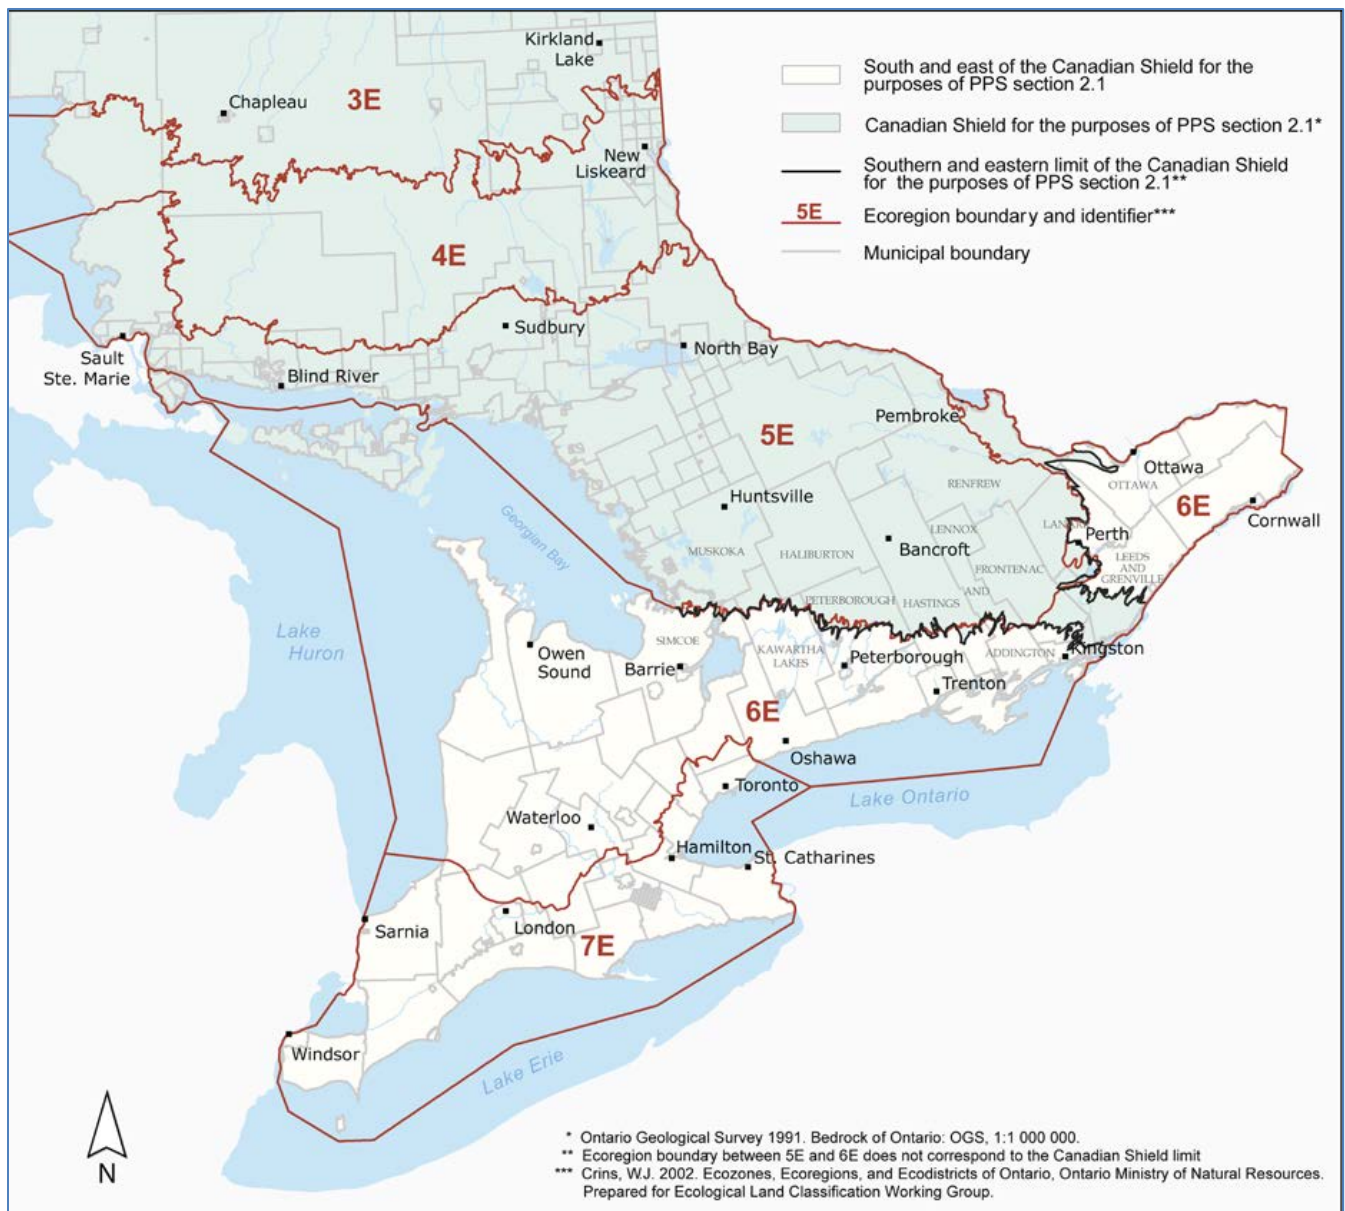 Kirkland
Lake
Chapleau
3E
New
Liskeard
South and east of the Canadian Shield for the
purposes of PPS section 2.1
Canadian Shield for the purposes of PPS section 2.1*
Southern and eastern limit of the Canadian Shield
for the purposes of PPS section 2.1**
5E
Ecoregion boundary and identifier***
Municipal boundary
4E
Sudbury
North Bay
Sault
Ste. Marie
Blind River
Pembroke
5E
Ottawa
OTTAWA
RENFREW
Huntsville
6E
Cornwall
Georgian Bay
LENNOX
LANARK
Perth
Bancroft
MUSKOKA
HALIBURTON
LEEDS
AND
GRENVILLE
FRONTENAC
AND
PETERBOROUGH
HASTINGS
Lake
Huron
SIMCOE
Owen
Sound
KAWARTHA
LAKES
Kingston
ADDINGTON
Peterborough
Barrie
Trenton
6E
Oshawa
Toronto
Lake Ontario
Waterloo
Hamilton
St. Catharines
London
Sarnia
7E
Windsor
Lake Erie
N
* Ontario Geological Survey 1991. Bedrock of Ontario: OGS, 1:1 000 000.
** Ecoregion boundary between 5E and 6E does not correspond to the Canadian Shield limit
*** Crins, W.J. 2002. Ecozones, Ecoregions, and Ecodistricts of Ontario, Ontario Ministry of Natural Resources.
Prepared for Ecological Land Classification Working Group.